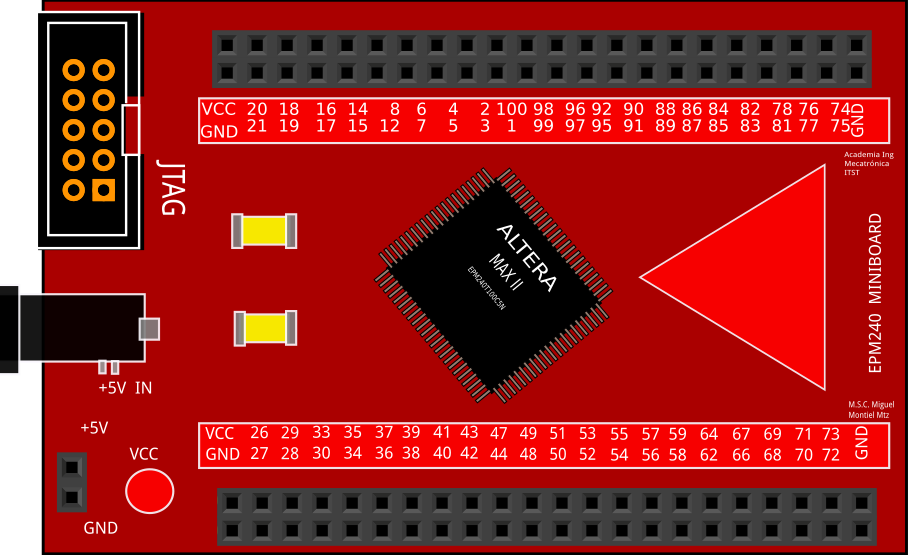 VCC 20 18 16 14 8 6 4 2 100 98 96 92 90 88 86 84 82 78 76 74 GND
GND 21 19 17 15 12 7 5 3 1 99 97 95 91 89 87 85 83 81 77 75
Academia Ing
Mecatrónica
ITST
JTAG
ALTERA
MAX II
EPM240T100C5N
EPM240 MINIBOARD
+5V IN
M.S.C. Miguel
Montiel Mtz
+5V
VCC 26 29 33 35 37 39 41 43 47 49 51 53 55 57 59 64 67 69 71 73 GND
GND 27 28 30 34 36 38 40 42 44 48 50 52 54 56 58 62 66 68 70 72
VCC
GND